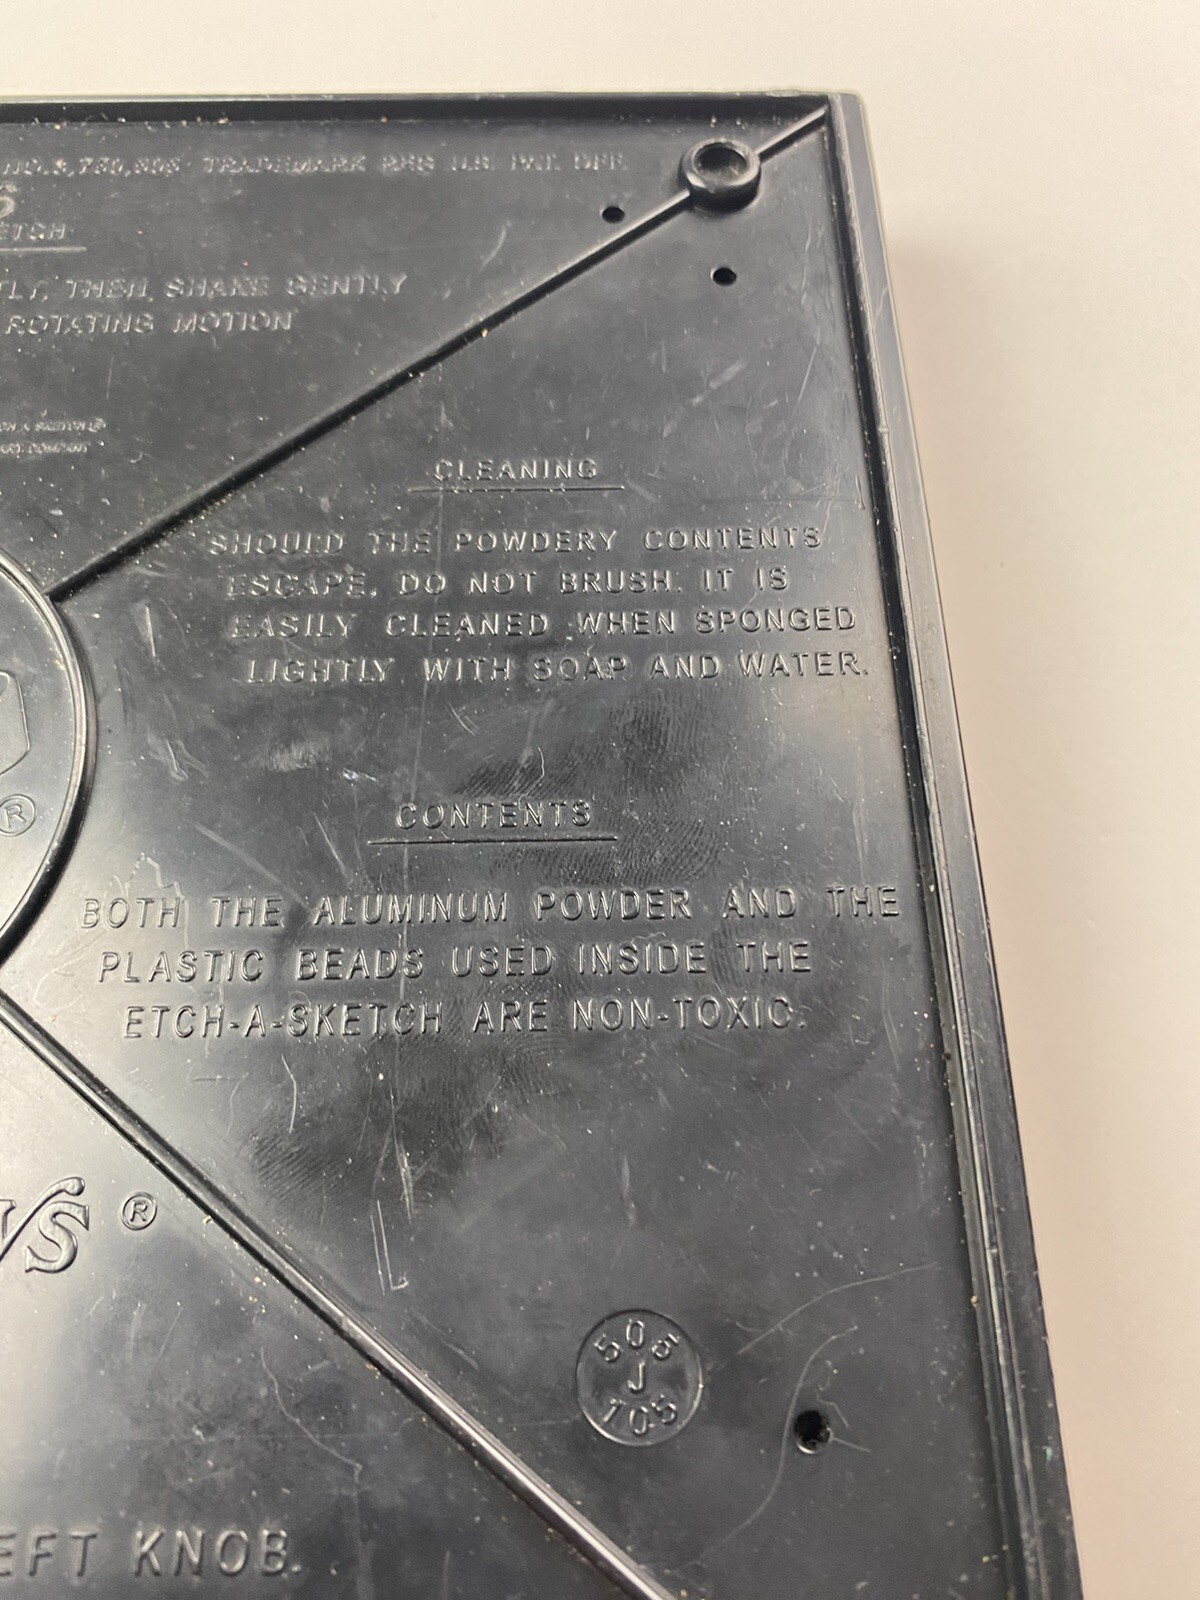 TRADEMARK REG U.S. PAT. OFF.
THEN, SHAKE GENTLY
ROTATING MOTION
CLEANING
SHOULD THE POWDERY CONTENTS
ESCAPE, DO NOT BRUSH. IT IS
EASILY CLEANED WHEN SPONGED
LIGHTLY WITH SOAP AND WATER.
®
CONTENTS
BOTH THE ALUMINUM POWDER AND THE
PLASTIC BEADS USED INSIDE THE
ETCH-A-SKETCH ARE NON-TOXIC.
®
505
J
105
KNOB.